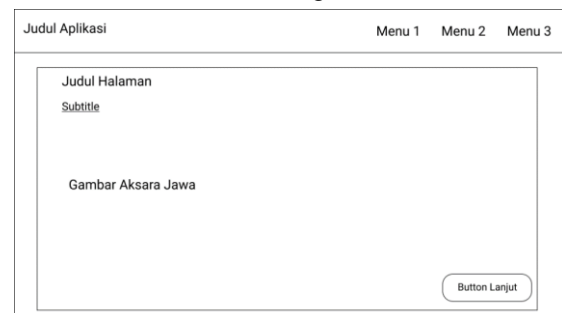 Judul Aplikasi Menu 1 Menu 2 Menu 3
Judul Halaman
Subtitle
Gambar Aksara Jawa
Button Lanjut